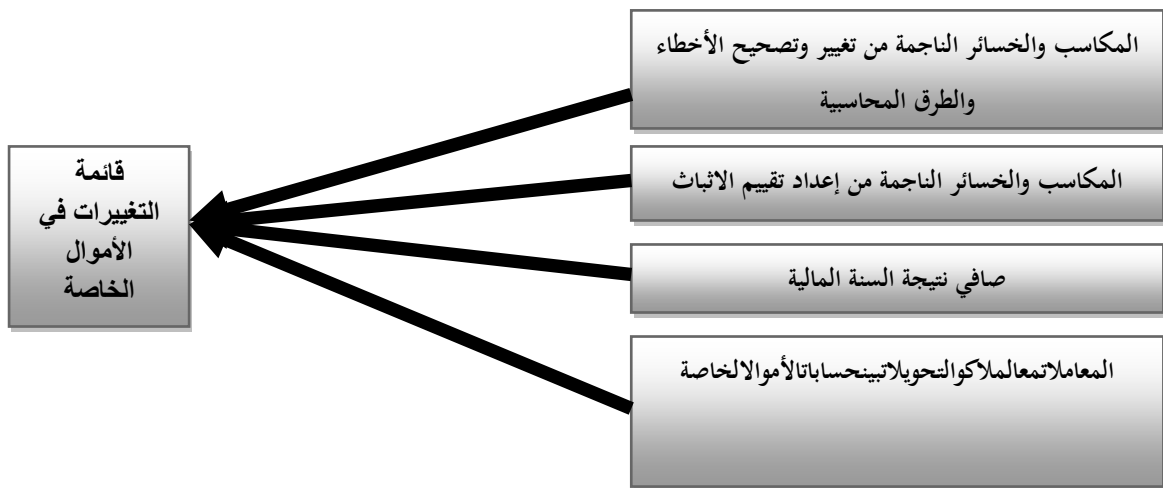 المكاسب والخسائر الناجمة من تغيير وتصحيح الأخطاء
والطرق المحاسبية
المكاسب والخسائر الناجمة من إعداد تقييم الاثباث
صافي نتيجة السنة المالية
المعاملاتمعالملاكوالتحويلاتبينحساباتالأموالالخاصة
قائمة
التغييرات في
الأموال
الخاصة